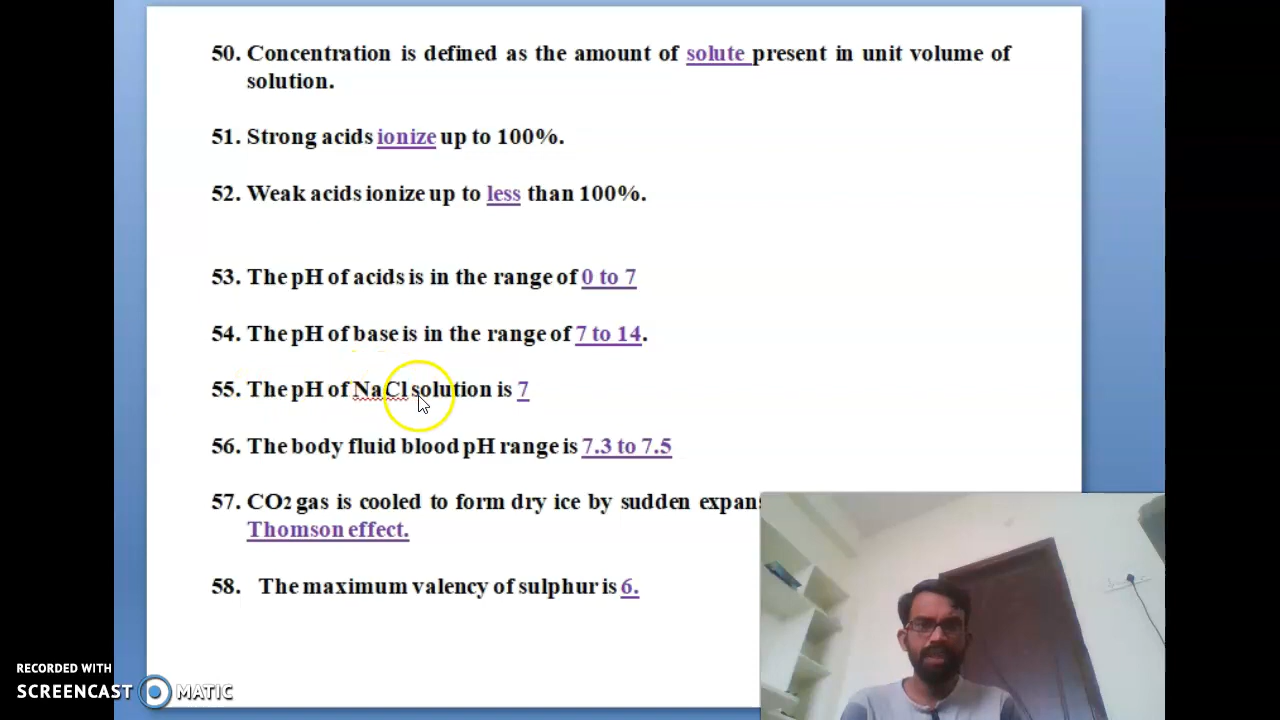 50. Concentration is defined as the amount of solute present in unit volume of
solution.
51. Strong acids ionize up to 100%.
52. Weak acids ionize up to less than 100%.
53. The pH of acids is in the range of 0 to 7
54. The pH of base is in the range of 7 to 14.
55. The pH of NaCl solution is 7
56. The body fluid blood pH range is 7.3 to 7.5
57. CO2 gas is cooled to form dry ice by sudden expan
Thomson effect.
58. The maximum valency of sulphur is 6.
RECORDED WITH
SCREENCAST MATIC